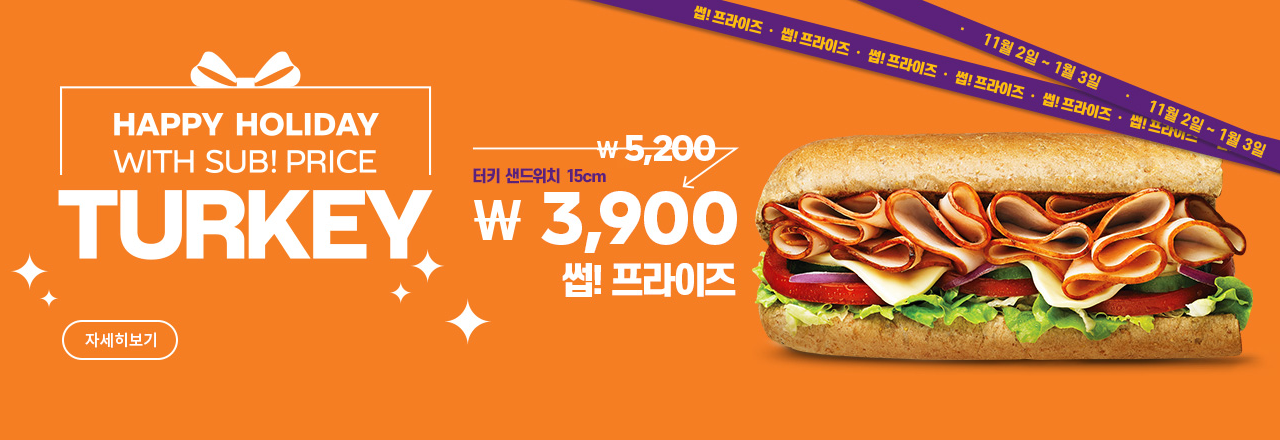 HAPPY HOLIDAY
WITH SUB! PRICE
TURKEY
자세히보기
₩ 5,200
터키 샌드위치 15cm
₩ 3,900
썹! 프라이즈
썹! 프라이즈 · 썹! 프라이즈 · 썹! 프라이즈 · 썹! 프라이즈 · 썹! 프라이즈 · 썹! 프라이즈
· 11월 2일 ~ 1월 3일 · 11월 2일 ~ 1월 3일